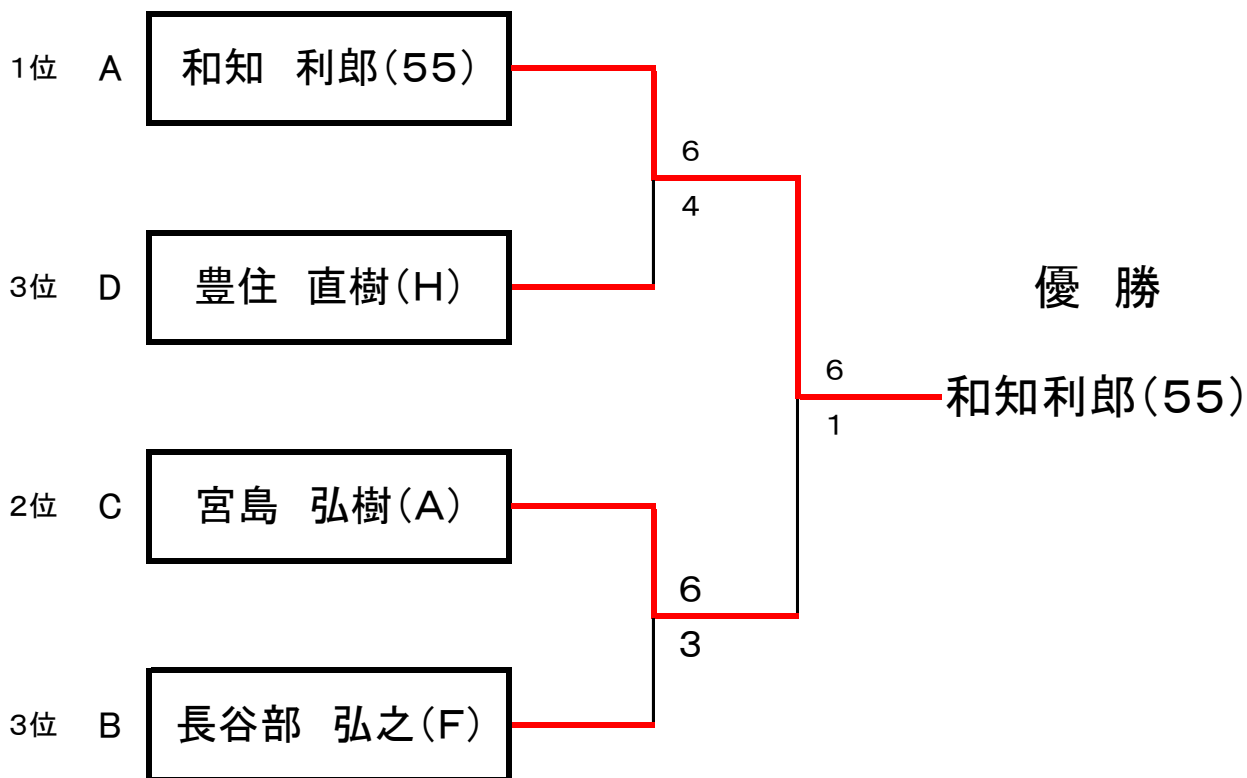 1位 A 和知 利郎(55)
6
4
3位 D 豊住 直樹(H)
優 勝
6
和知利郎(55)
1
2位 C 宮島 弘樹(A)
6
3
3位 B 長谷部 弘之(F)